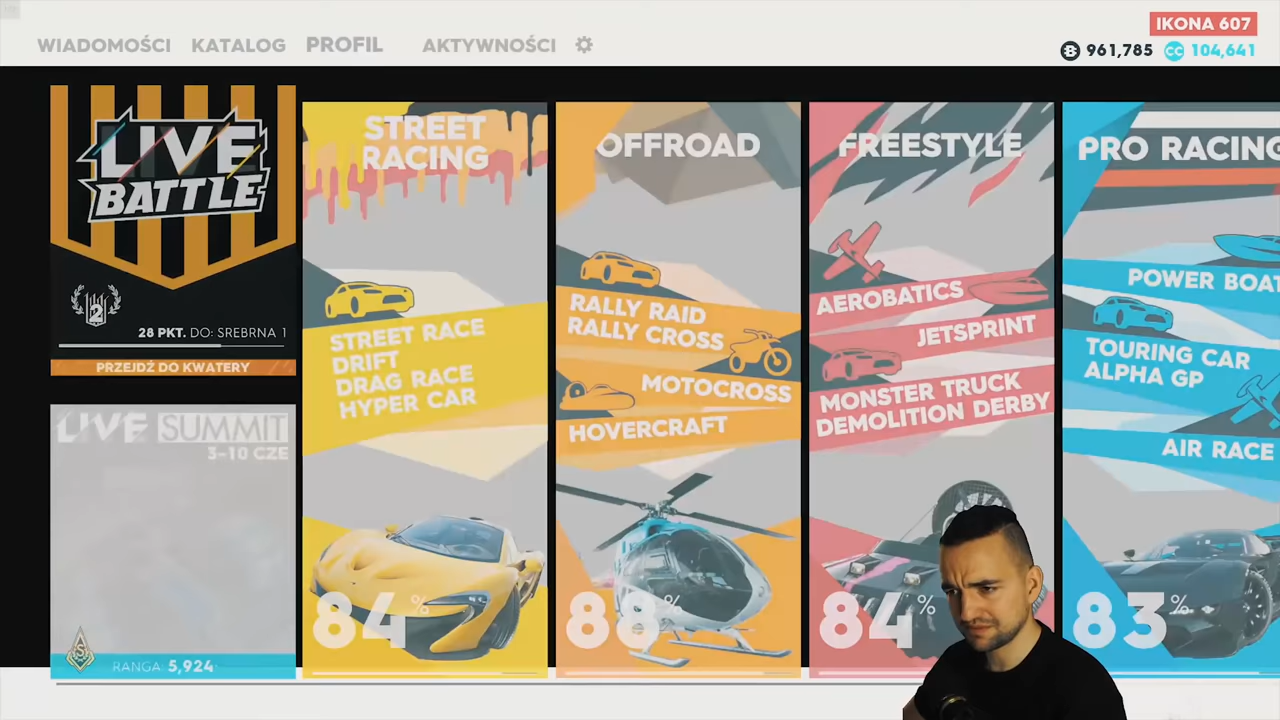 WIADOMOŚCI KATALOG PROFIL AKTYWNOŚCI
IKONA 607
961,785 104,641
LIVE
BATTLE
2
28 PKT. DO: SREBRNA 1
PRZEJDŹ DO KWATERY
LIVE SUMMIT
3-10 CZE
RANGA: 5,924
STREET
RACING
STREET RACE
DRIFT
DRAG RACE
HYPER CAR
84%
OFFROAD
RALLY RAID
RALLY CROSS
MOTOCROSS
HOVERCRAFT
88%
FREESTYLE
AEROBATICS
JETSPRINT
MONSTER TRUCK
DEMOLITION DERBY
84%
PRO RACING
POWER BOAT
TOURING CAR
ALPHA GP
AIR RACE
83%